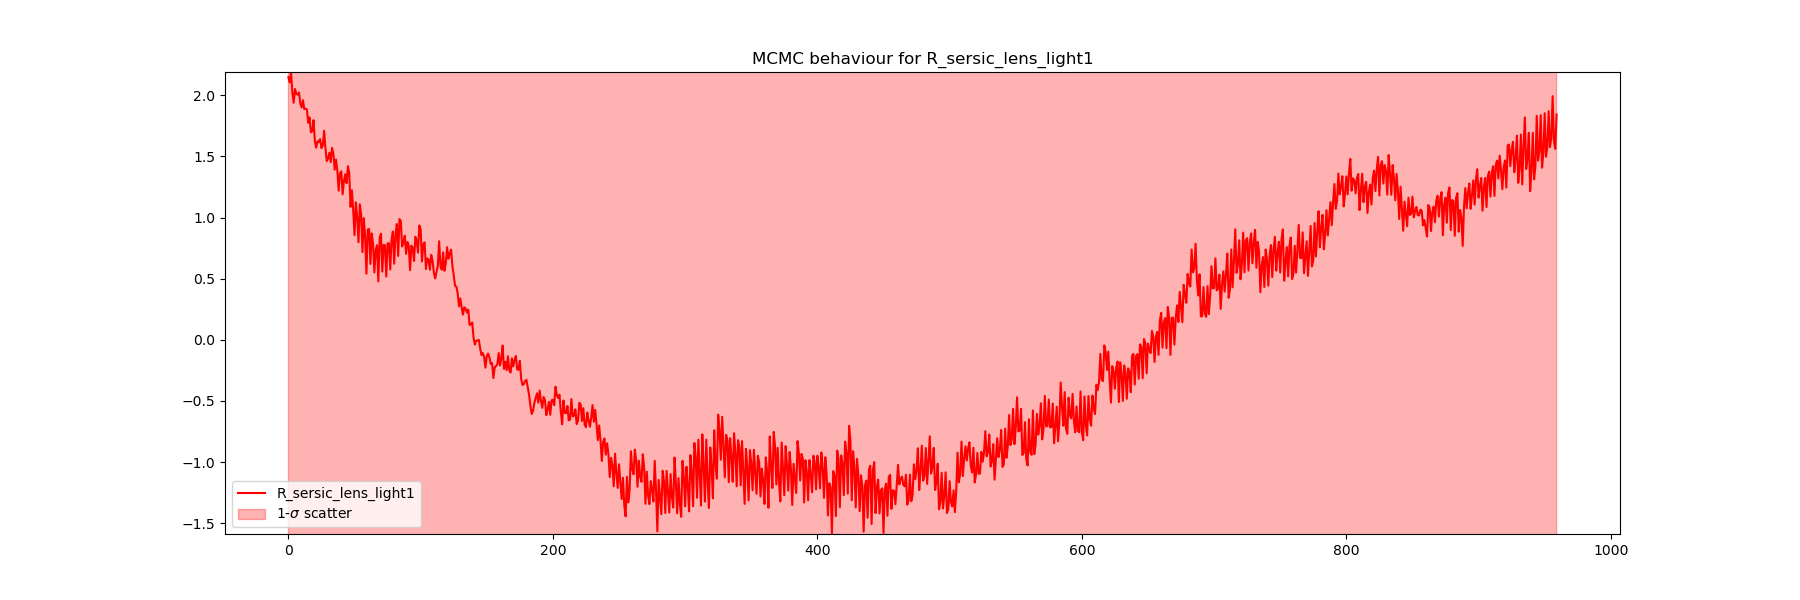 MCMC behaviour for R_sersic_lens_light1
2.0
1.5
1.0
0.5
0.0
−0.5
−1.0
−1.5
R_sersic_lens_light1
1-σ scatter
0 200 400 600 800 1000